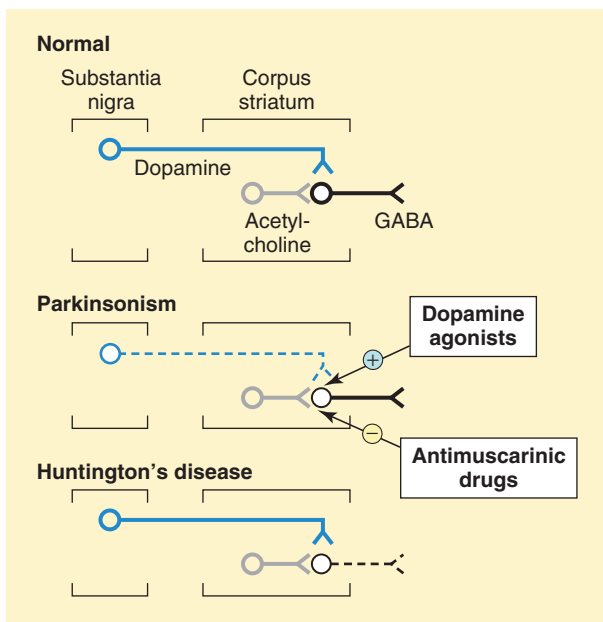 Normal
Substantia
nigra
Corpus
striatum
Dopamine
Acetyl-
choline
GABA
Parkinsonism
Dopamine
agonists
+
−
Antimuscarinic
drugs
Huntington’s disease